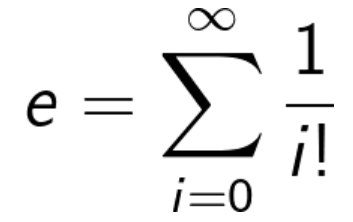 e = ∑_{i=0}^{∞} 1/i!